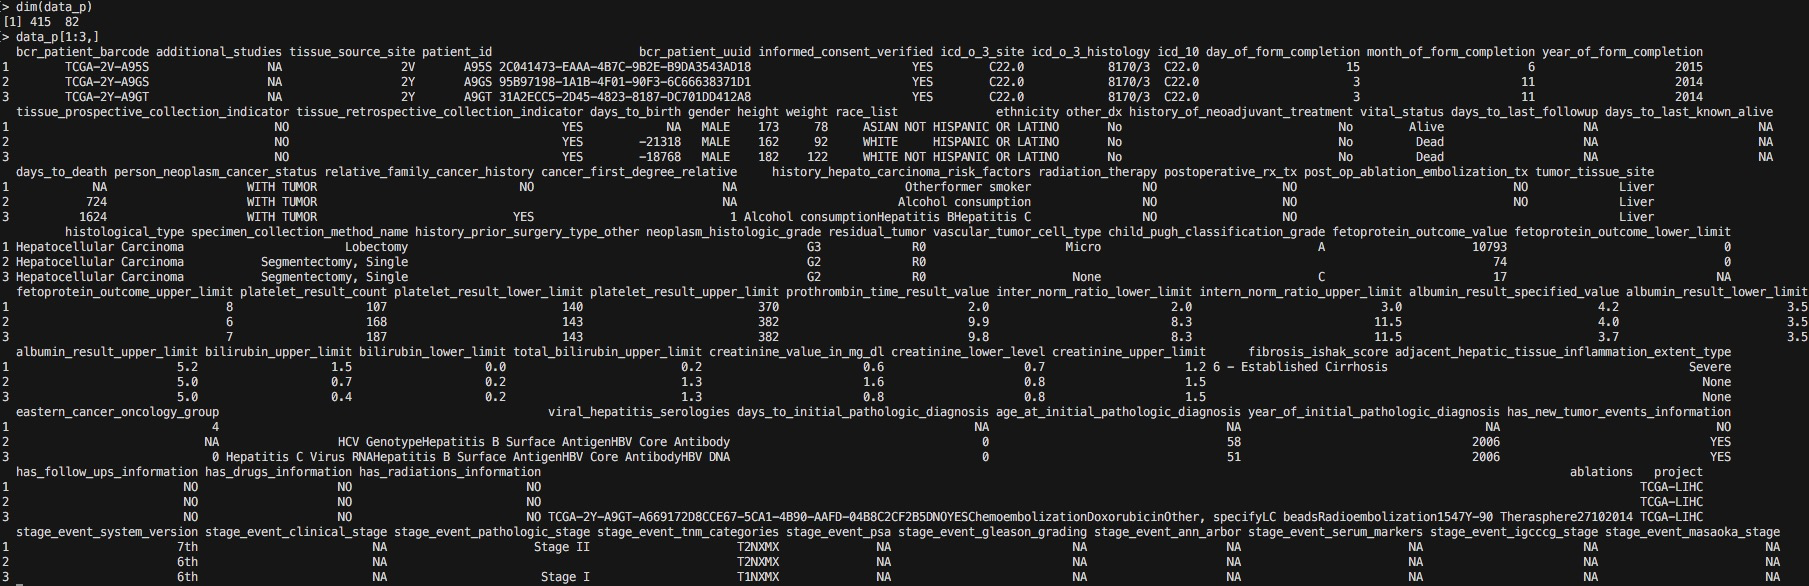 > dim(data_p)
[1] 415  82
> data_p[1:3,]
  bcr_patient_barcode additional_studies tissue_source_site patient_id                     bcr_patient_uuid informed_consent_verified icd_o_3_site icd_o_3_histology icd_10 day_of_form_completion month_of_form_completion year_of_form_completion
1        TCGA-2V-A95S                 NA                 2V       A95S 2C041473-EAAA-4B7C-9B2E-B9DA3543AD18                       YES        C22.0            8170/3  C22.0                     15                        6                    2015
2        TCGA-2Y-A9GS                 NA                 2Y       A9GS 95B97198-1A1B-4F01-90F3-6C66638371D1                       YES        C22.0            8170/3  C22.0                      3                       11                    2014
3        TCGA-2Y-A9GT                 NA                 2Y       A9GT 31A2ECC5-2D45-4823-8187-DC701DD412A8                       YES        C22.0            8170/3  C22.0                      3                       11                    2014
  tissue_prospective_collection_indicator tissue_retrospective_collection_indicator days_to_birth gender height weight race_list              ethnicity other_dx history_of_neoadjuvant_treatment vital_status days_to_last_followup days_to_last_known_alive
1                                      NO                                       YES            NA   MALE    173     78     ASIAN NOT HISPANIC OR LATINO       No                               No        Alive                    NA                       NA
2                                      NO                                       YES        -21318   MALE    162     92     WHITE     HISPANIC OR LATINO       No                               No         Dead                    NA                       NA
3                                      NO                                       YES        -18768   MALE    182    122     WHITE NOT HISPANIC OR LATINO       No                               No         Dead                    NA                       NA
  days_to_death person_neoplasm_cancer_status relative_family_cancer_history cancer_first_degree_relative     history_hepato_carcinoma_risk_factors radiation_therapy postoperative_rx_tx post_op_ablation_embolization_tx tumor_tissue_site
1            NA                    WITH TUMOR                             NO                           NA                        Otherformer smoker                NO                  NO                               NO             Liver
2           724                    WITH TUMOR                                                          NA                       Alcohol consumption                NO                  NO                               NO             Liver
3          1624                    WITH TUMOR                            YES                            1 Alcohol consumptionHepatitis BHepatitis C                NO                  NO                                              Liver
        histological_type specimen_collection_method_name history_prior_surgery_type_other neoplasm_histologic_grade residual_tumor vascular_tumor_cell_type child_pugh_classification_grade fetoprotein_outcome_value fetoprotein_outcome_lower_limit
1 Hepatocellular Carcinoma                       Lobectomy                                                         G3             R0                    Micro                               A                     10793                               0
2 Hepatocellular Carcinoma           Segmentectomy, Single                                                         G2             R0                                                                                 74                               0
3 Hepatocellular Carcinoma           Segmentectomy, Single                                                         G2             R0                     None                               C                        17                              NA
  fetoprotein_outcome_upper_limit platelet_result_count platelet_result_lower_limit platelet_result_upper_limit prothrombin_time_result_value inter_norm_ratio_lower_limit intern_norm_ratio_upper_limit albumin_result_specified_value albumin_result_lower_limit
1                               8                   107                         140                         370                           2.0                          2.0                           3.0                            4.2                        3.5
2                               6                   168                         143                         382                           9.9                          8.3                          11.5                            4.0                        3.5
3                               7                   187                         143                         382                           9.8                          8.3                          11.5                            3.7                        3.5
  albumin_result_upper_limit bilirubin_upper_limit bilirubin_lower_limit total_bilirubin_upper_limit creatinine_value_in_mg_dl creatinine_lower_level creatinine_upper_limit      fibrosis_ishak_score adjacent_hepatic_tissue_inflammation_extent_type
1                        5.2                   1.5                   0.0                         0.2                       0.6                    0.7                    1.2 6 - Established Cirrhosis                                           Severe
2                        5.0                   0.7                   0.2                         1.3                       1.6                    0.8                    1.5                                                                     None
3                        5.0                   0.4                   0.2                         1.3                       0.8                    0.8                    1.5                                                                     None
  eastern_cancer_oncology_group                                            viral_hepatitis_serologies days_to_initial_pathologic_diagnosis age_at_initial_pathologic_diagnosis year_of_initial_pathologic_diagnosis has_new_tumor_events_information
1                             4                                                                                                         NA                                  NA                                   NA                               NO
2                            NA                 HCV GenotypeHepatitis B Surface AntigenHBV Core Antibody                                    0                                  58                                 2006                              YES
3                             0 Hepatitis C Virus RNAHepatitis B Surface AntigenHBV Core AntibodyHBV DNA                                    0                                  51                                 2006                              YES
  has_follow_ups_information has_drugs_information has_radiations_information ablations   project
1                         NO                    NO                         NO           TCGA-LIHC
2                         NO                    NO                         NO           TCGA-LIHC
3                         NO                    NO                         NO TCGA-2Y-A9GT-A669172D8CCE67-5CA1-4B90-AAFD-04B8C2CF2B5DNOYESChemoembolizationDoxorubicinOther, specifyLC beadsRadioembolization1547Y-90 Therasphere27102014 TCGA-LIHC
  stage_event_system_version stage_event_clinical_stage stage_event_pathologic_stage stage_event_tnm_categories stage_event_psa stage_event_gleason_grading stage_event_ann_arbor stage_event_serum_markers stage_event_igcccg_stage stage_event_masaoka_stage
1                        7th                         NA                     Stage II                     T2NXMX              NA                          NA                    NA                        NA                       NA                        NA
2                        6th                         NA                                                  T2NXMX              NA                          NA                    NA                        NA                       NA                        NA
3                        6th                         NA                      Stage I                     T1NXMX              NA                          NA                    NA                        NA                       NA                        NA